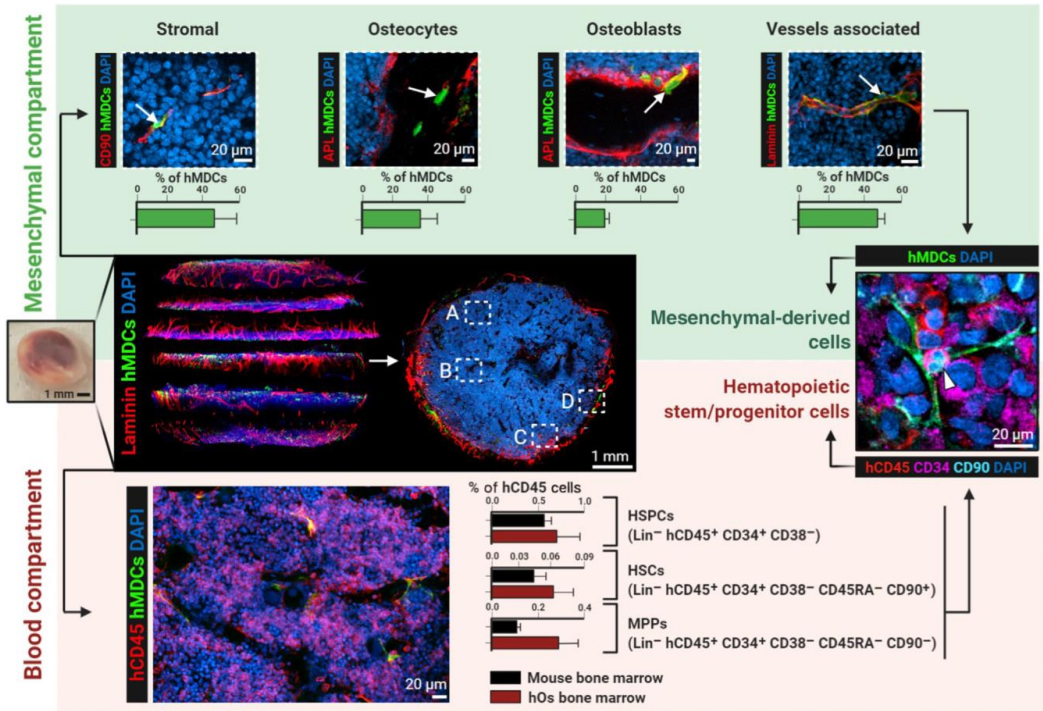 Mesenchymal compartment
Stromal
Osteocytes
Osteoblasts
Vessels associated
CD90 hMDCs DAPI
20 µm
APL hMDCs DAPI
20 µm
APL hMDCs DAPI
20 µm
Laminin hMDCs DAPI
20 µm
% of hMDCs
0 20 40 60
% of hMDCs
0 20 40 60
% of hMDCs
0 20 40 60
% of hMDCs
0 20 40 60
1 mm
Laminin hMDCs DAPI
A
B
C
D
1 mm
hMDCs DAPI
Mesenchymal-derived
cells
Hematopoietic
stem/progenitor cells
20 µm
hCD45 CD34 CD90 DAPI
Blood compartment
hCD45 hMDCs DAPI
20 µm
% of hCD45 cells
0.0 0.5 1.0
HSPCs
(Lin⁻ hCD45⁺ CD34⁺ CD38⁻)
0.0 0.03 0.06 0.09
HSCs
(Lin⁻ hCD45⁺ CD34⁺ CD38⁻ CD45RA⁻ CD90⁺)
0.0 0.2 0.4
MPPs
(Lin⁻ hCD45⁺ CD34⁺ CD38⁻ CD45RA⁻ CD90⁻)
Mouse bone marrow
hOs bone marrow